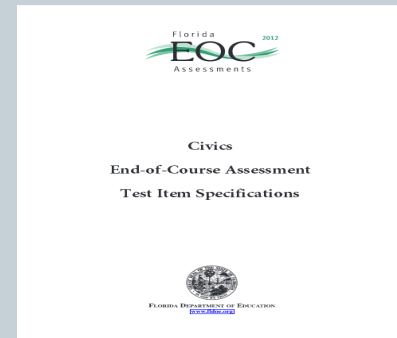 Florida 2012
EOC
Assessments
Civics
End-of-Course Assessment
Test Item Specifications
FLORIDA DEPARTMENT OF EDUCATION
www.fldoe.org